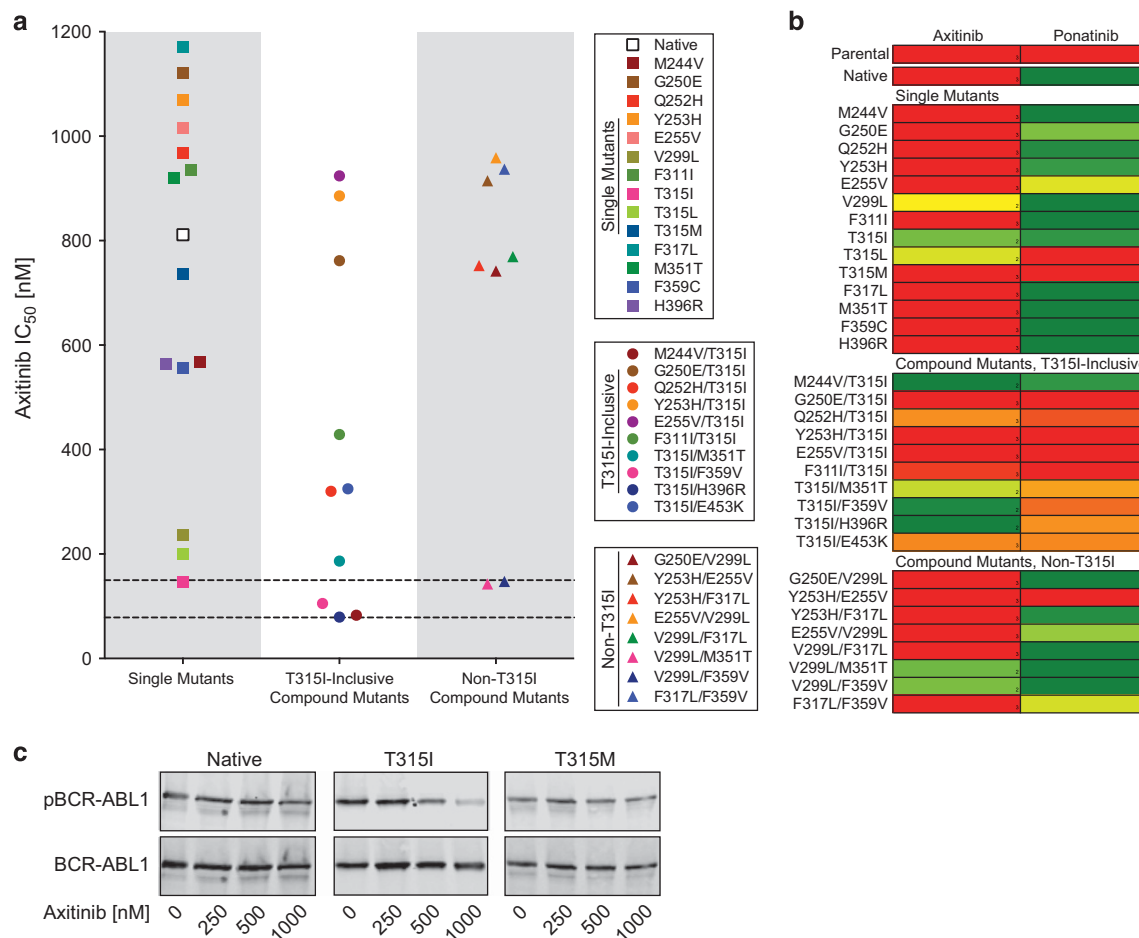 a
Axitinib IC50 [nM]
1200
1000
800
600
400
200
0
Single Mutants
T315I-Inclusive
Compound Mutants
Non-T315I
Compound Mutants
Single Mutants
Native
M244V
G250E
Q252H
Y253H
E255V
V299L
F311I
T315I
T315L
T315M
F317L
M351T
F359C
H396R
T315I-Inclusive
M244V/T315I
G250E/T315I
Q252H/T315I
Y253H/T315I
E255V/T315I
F311I/T315I
T315I/M351T
T315I/F359V
T315I/H396R
T315I/E453K
Non-T315I
G250E/V299L
Y253H/E255V
Y253H/F317L
E255V/V299L
V299L/F317L
V299L/M351T
V299L/F359V
F317L/F359V
b
Axitinib Ponatinib
Parental
Native
Single Mutants
M244V
G250E
Q252H
Y253H
E255V
V299L
F311I
T315I
T315L
T315M
F317L
M351T
F359C
H396R
Compound Mutants, T315I-Inclusive
M244V/T315I
G250E/T315I
Q252H/T315I
Y253H/T315I
E255V/T315I
F311I/T315I
T315I/M351T
T315I/F359V
T315I/H396R
T315I/E453K
Compound Mutants, Non-T315I
G250E/V299L
Y253H/E255V
Y253H/F317L
E255V/V299L
V299L/F317L
V299L/M351T
V299L/F359V
F317L/F359V
c
Native T315I T315M
pBCR-ABL1
BCR-ABL1
Axitinib [nM] 0 250 500 1000 0 250 500 1000 0 250 500 1000